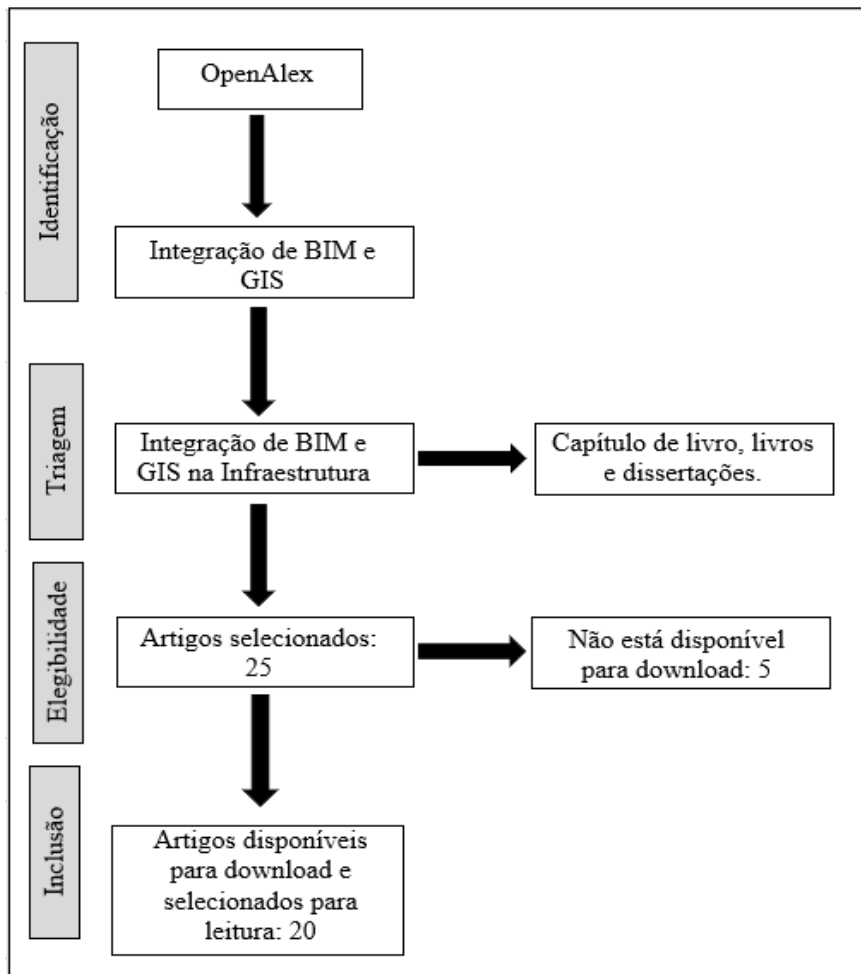 Identificação
OpenAlex
Integração de BIM e
GIS
Triagem
Integração de BIM e
GIS na Infraestrutura
Capítulo de livro, livros
e dissertações.
Elegibilidade
Artigos selecionados:
25
Não está disponível
para download: 5
Inclusão
Artigos disponíveis
para download e
selecionados para
leitura: 20